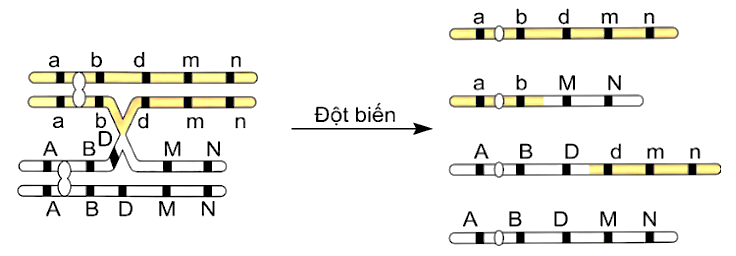 a b d m n
a b d m n
D
A B M N
A B D M N
Đột biến
a b d m n
a b M N
A B D d m n
A B D M N